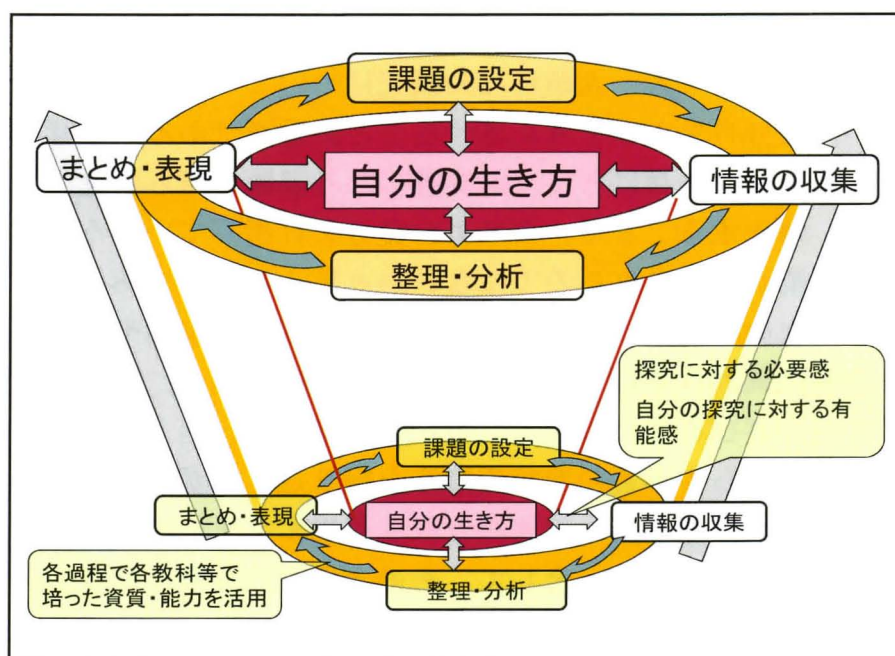 課題の設定
まとめ・表現
自分の生き方
情報の収集
整理・分析
探究に対する必要感
自分の探究に対する有
能感
課題の設定
まとめ・表現
自分の生き方
情報の収集
各過程で各教科等で
培った資質・能力を活用
整理・分析